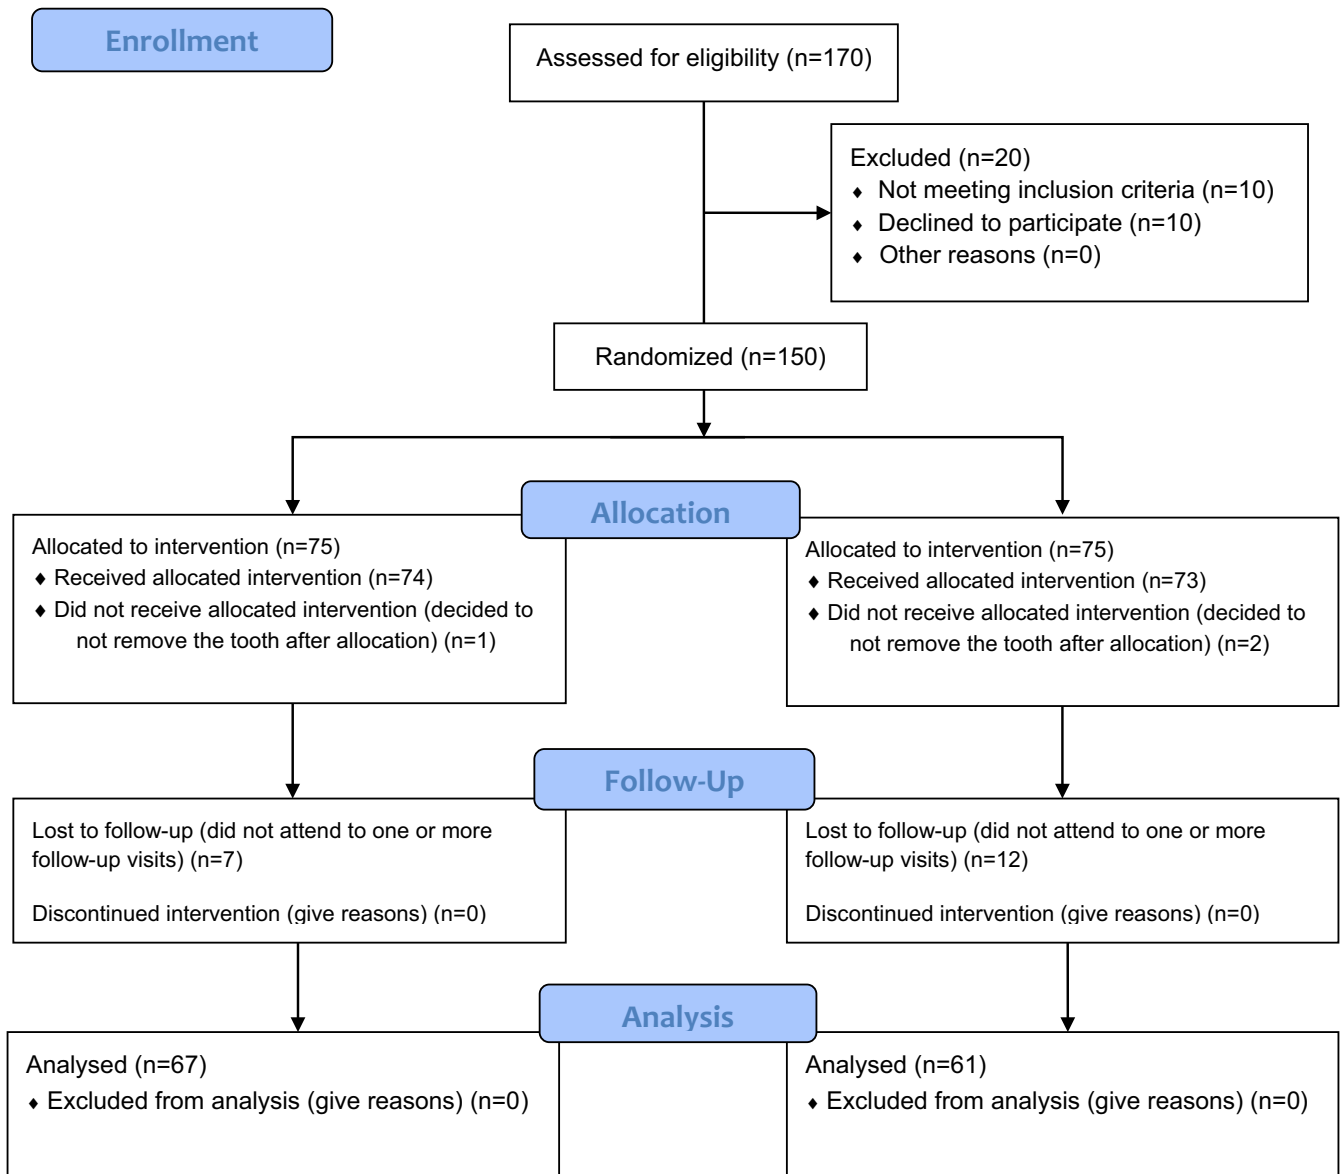 Enrollment
Assessed for eligibility (n=170)
Excluded (n=20)
♦ Not meeting inclusion criteria (n=10)
♦ Declined to participate (n=10)
♦ Other reasons (n=0)
Randomized (n=150)
Allocation
Allocated to intervention (n=75)
♦ Received allocated intervention (n=74)
♦ Did not receive allocated intervention (decided to
not remove the tooth after allocation) (n=1)
Allocated to intervention (n=75)
♦ Received allocated intervention (n=73)
♦ Did not receive allocated intervention (decided to
not remove the tooth after allocation) (n=2)
Follow-Up
Lost to follow-up (did not attend to one or more
follow-up visits) (n=7)
Discontinued intervention (give reasons) (n=0)
Lost to follow-up (did not attend to one or more
follow-up visits) (n=12)
Discontinued intervention (give reasons) (n=0)
Analysis
Analysed (n=67)
♦ Excluded from analysis (give reasons) (n=0)
Analysed (n=61)
♦ Excluded from analysis (give reasons) (n=0)